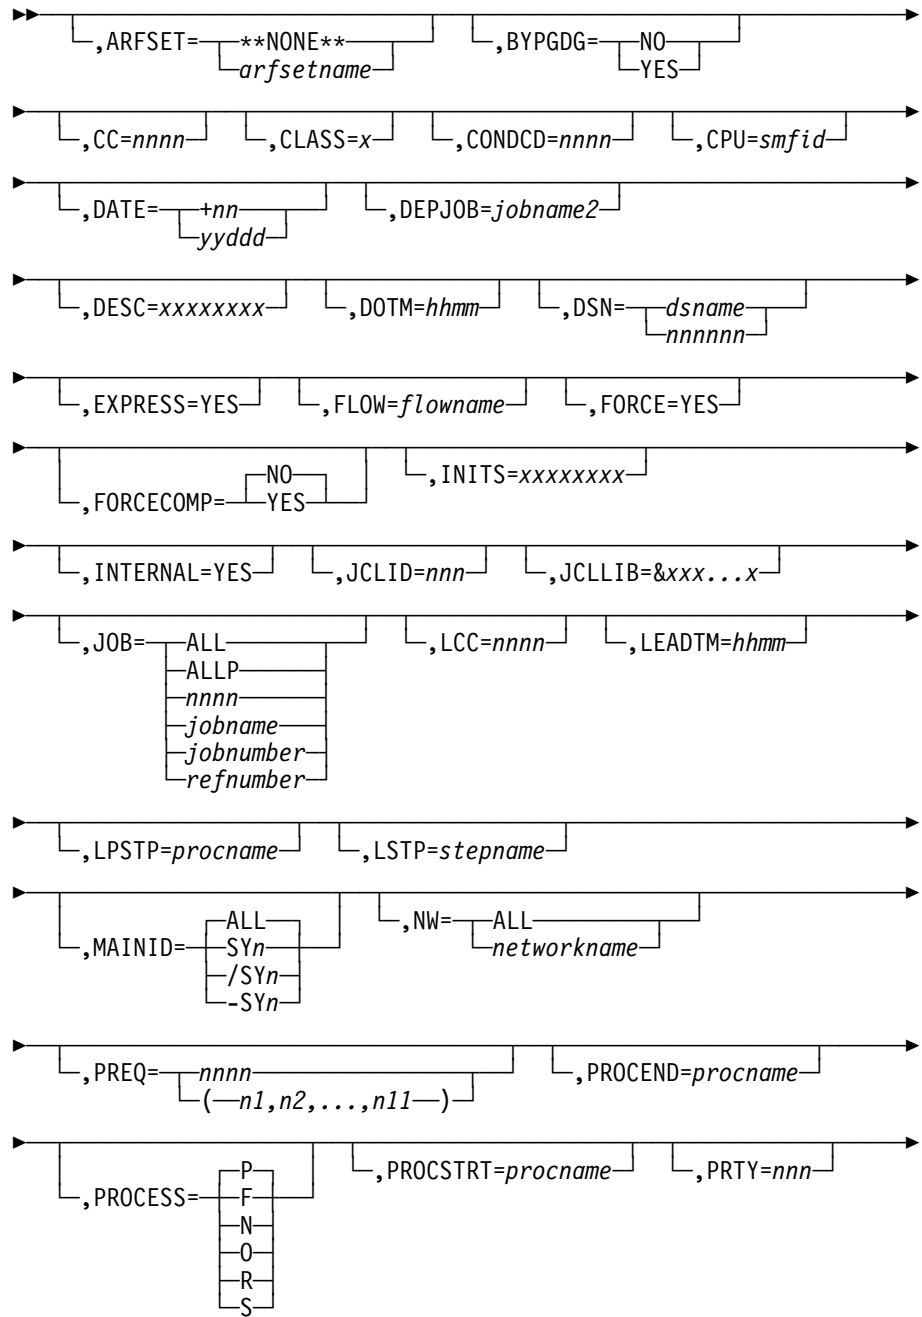 ,ARFSET= **NONE** ,BYPGDG= NO
arfsetname YES
,CC=nnnn ,CLASS=x ,CONDCD=nnnn ,CPU=smfid
,DATE= +nn ,DEPJOB=jobname2
yyddd
,DESC=xxxxxxxx ,DOTM=hhmm ,DSN= dsname
nnnnnn
,EXPRESS=YES ,FLOW=flowname ,FORCE=YES
NO
,FORCECOMP= YES ,INITS=xxxxxxxx
,INTERNAL=YES ,JCLID=nnn ,JCLLIB=&xxx...x
,JOB= ALL ,LCC=nnnn ,LEADTM=hhmm
ALLP
nnnn
jobname
jobnumber
refnumber
,LPSTP=procname ,LSTP=stepname
ALL ,NW= ALL
,MAINID= SYn networkname
/SYn
-SYn
,PREQ= nnnn ,PROCEND=procname
(n1,n2,...,n11)
P ,PROCSTRT=procname ,PRTY=nnn
,PROCESS= F
N
O
R
S